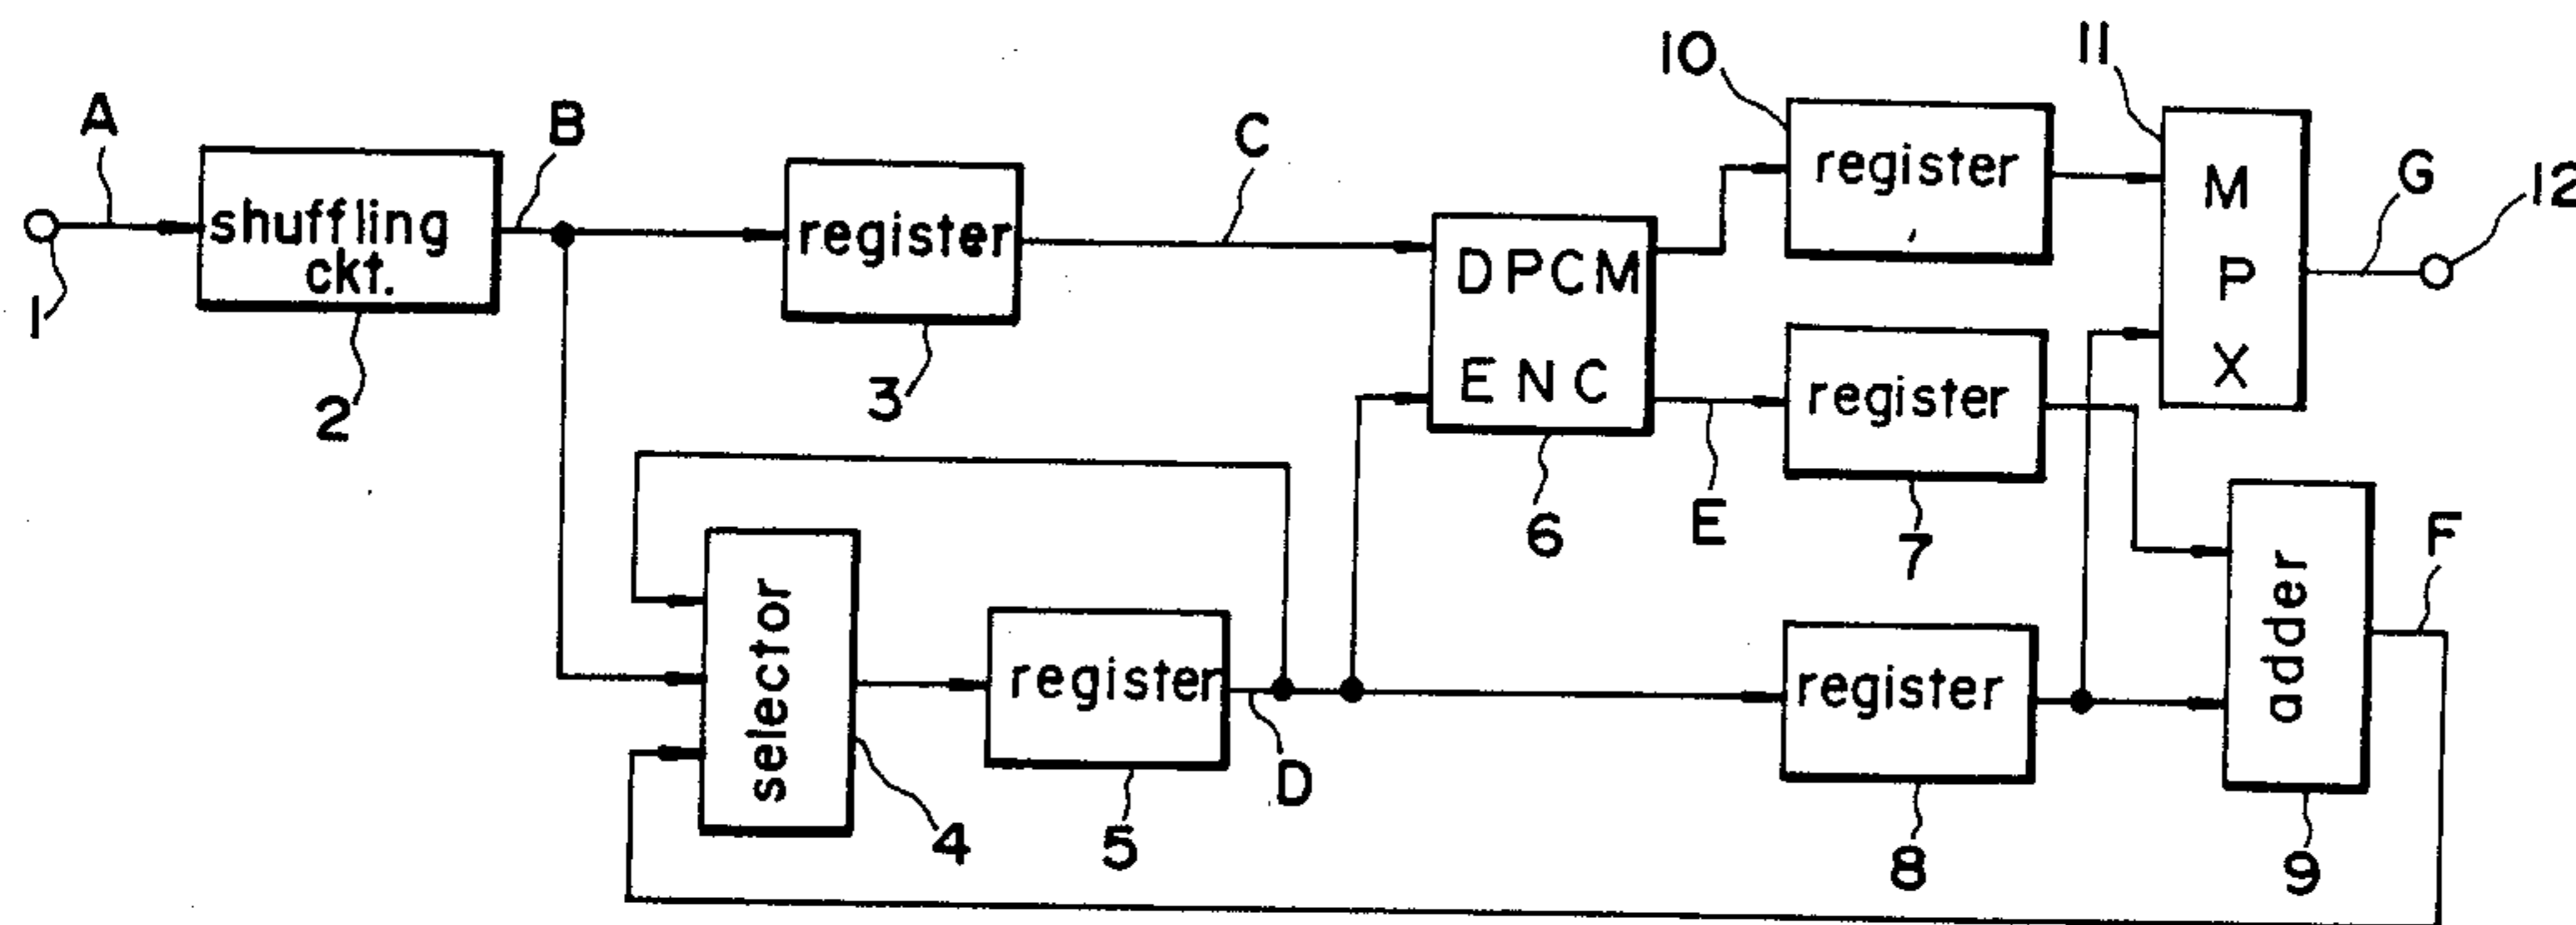 10
11
A
B
C
register
M
G
12
shuffling
ckt.
register
DPCM
P
1
ENC
X
2
3
register
6
E
7
F
selector
register
register
adder
D
4
5
8
9